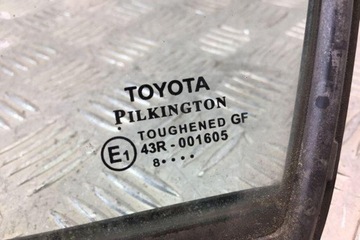 TOYOTA
PILKINGTON
TOUGHENED GF
E1 43R-001605
8····